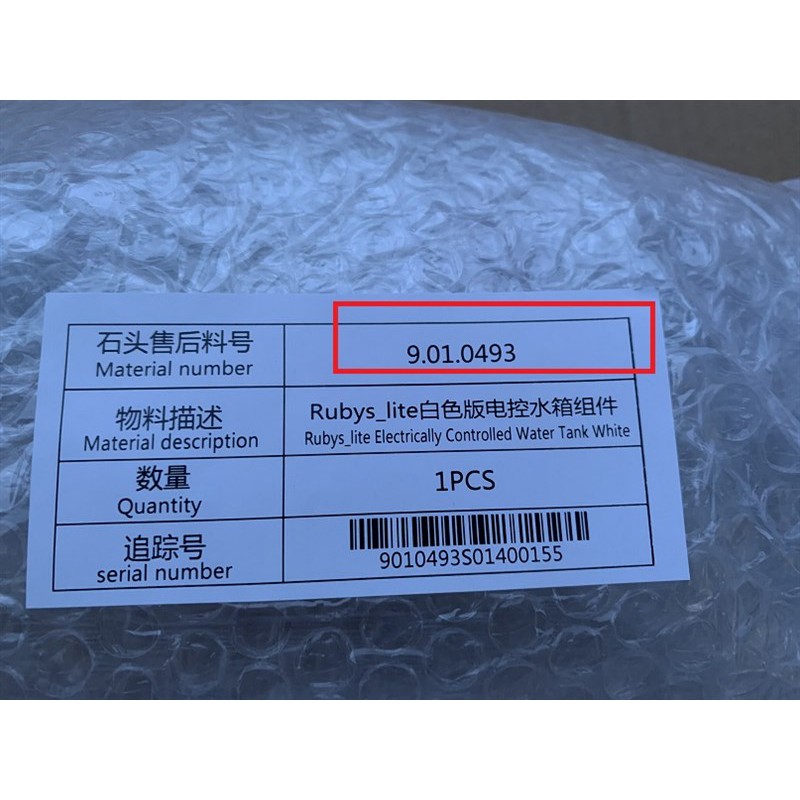 石头售后料号
Material number
9.01.0493
物料描述
Material description
Rubys_lite白色版电控水箱组件
Rubys_lite Electrically Controlled Water Tank White
数量
Quantity
1PCS
追踪号
serial number
9010493S01400155